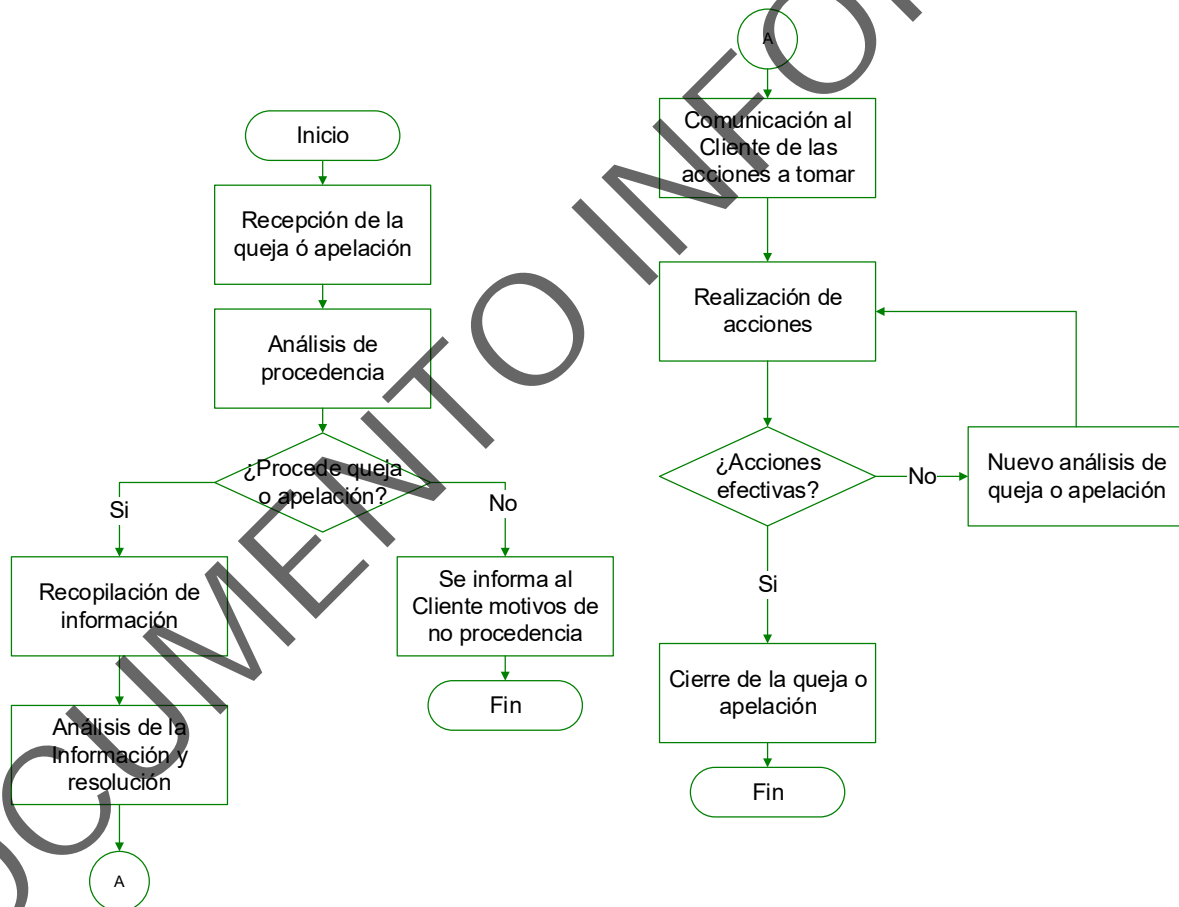 Inicio
Recepción de la
queja ó apelación
Análisis de
procedencia
¿Procede queja
o apelación?
Si
No
Recopilación de
información
Se informa al
Cliente motivos de
no procedencia
Fin
Análisis de la
Información y
resolución
A
A
Comunicación al
Cliente de las
acciones a tomar
Realización de
acciones
¿Acciones
efectivas?
No
Nuevo análisis de
queja o apelación
Si
Cierre de la queja o
apelación
Fin
OCUMENTO INFO